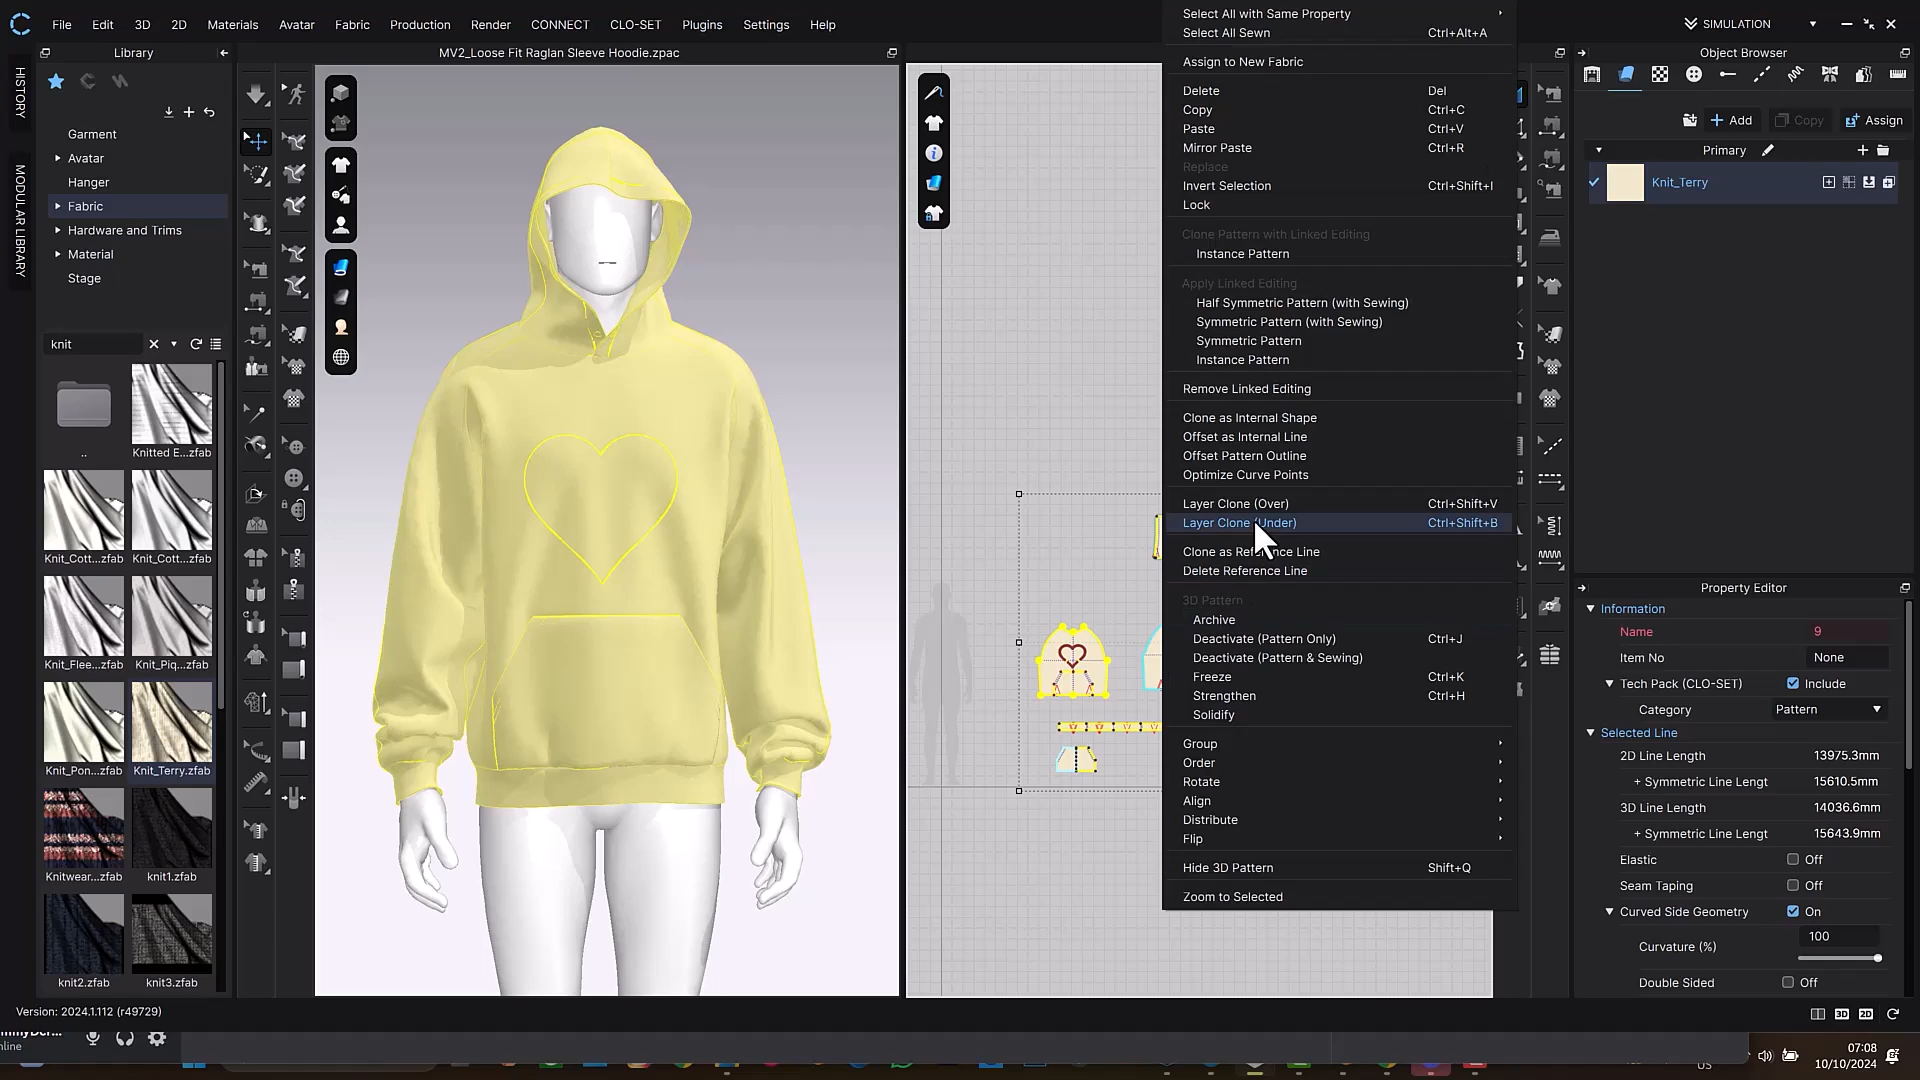 File Edit 3D 2D Materials Avatar Fabric Production Render CONNECT CLO-SET Plugins Settings Help
SIMULATION
HISTORY
MODULAR LIBRARY
Library
Garment
Avatar
Hanger
Fabric
Hardware and Trims
Material
Stage
knit
..
Knitted E...zfab
Knit_Cott...zfab
Knit_Cott...zfab
Knit_Flee...zfab
Knit_Piq...zfab
Knit_Pon...zfab
Knit_Terry.zfab
Knitwear...zfab
knit1.zfab
knit2.zfab
knit3.zfab
MV2_Loose Fit Raglan Sleeve Hoodie.zpac
Select All with Same Property
Select All Sewn Ctrl+Alt+A
Assign to New Fabric
Delete Del
Copy Ctrl+C
Paste Ctrl+V
Mirror Paste Ctrl+R
Replace
Invert Selection Ctrl+Shift+I
Lock
Clone Pattern with Linked Editing
Instance Pattern
Apply Linked Editing
Half Symmetric Pattern (with Sewing)
Symmetric Pattern (with Sewing)
Symmetric Pattern
Instance Pattern
Remove Linked Editing
Clone as Internal Shape
Offset as Internal Line
Offset Pattern Outline
Optimize Curve Points
Layer Clone (Over) Ctrl+Shift+V
Layer Clone (Under) Ctrl+Shift+B
Clone as Reference Line
Delete Reference Line
3D Pattern
Archive
Deactivate (Pattern Only) Ctrl+J
Deactivate (Pattern & Sewing)
Freeze Ctrl+K
Strengthen Ctrl+H
Solidify
Group
Order
Rotate
Align
Distribute
Flip
Hide 3D Pattern Shift+Q
Zoom to Selected
Object Browser
Add Copy Assign
Primary
Knit_Terry
Property Editor
Information
Name 9
Item No None
Tech Pack (CLO-SET) Include
Category Pattern
Selected Line
2D Line Length 13975.3mm
+ Symmetric Line Lengt 15610.5mm
3D Line Length 14036.6mm
+ Symmetric Line Lengt 15643.9mm
Elastic Off
Seam Taping Off
Curved Side Geometry On
Curvature (%) 100
Double Sided Off
Version: 2024.1.112 (r49729)
3D 2D
nline
US
07:08
10/10/2024